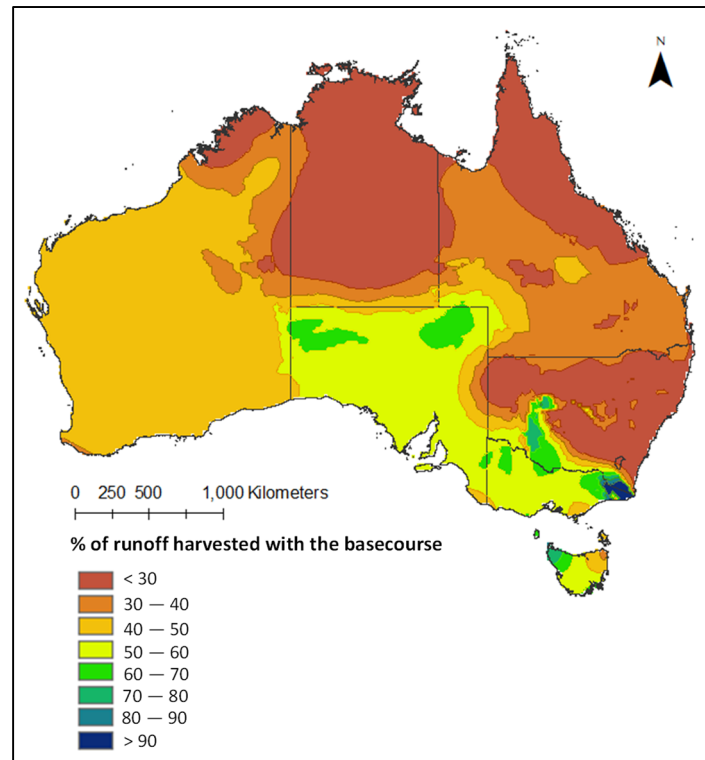 N
0 250 500 1,000 Kilometers
% of runoff harvested with the basecourse
< 30
30 — 40
40 — 50
50 — 60
60 — 70
70 — 80
80 — 90
> 90